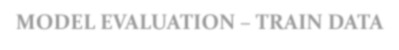 MODEL EVALUATION – TRAIN DATA